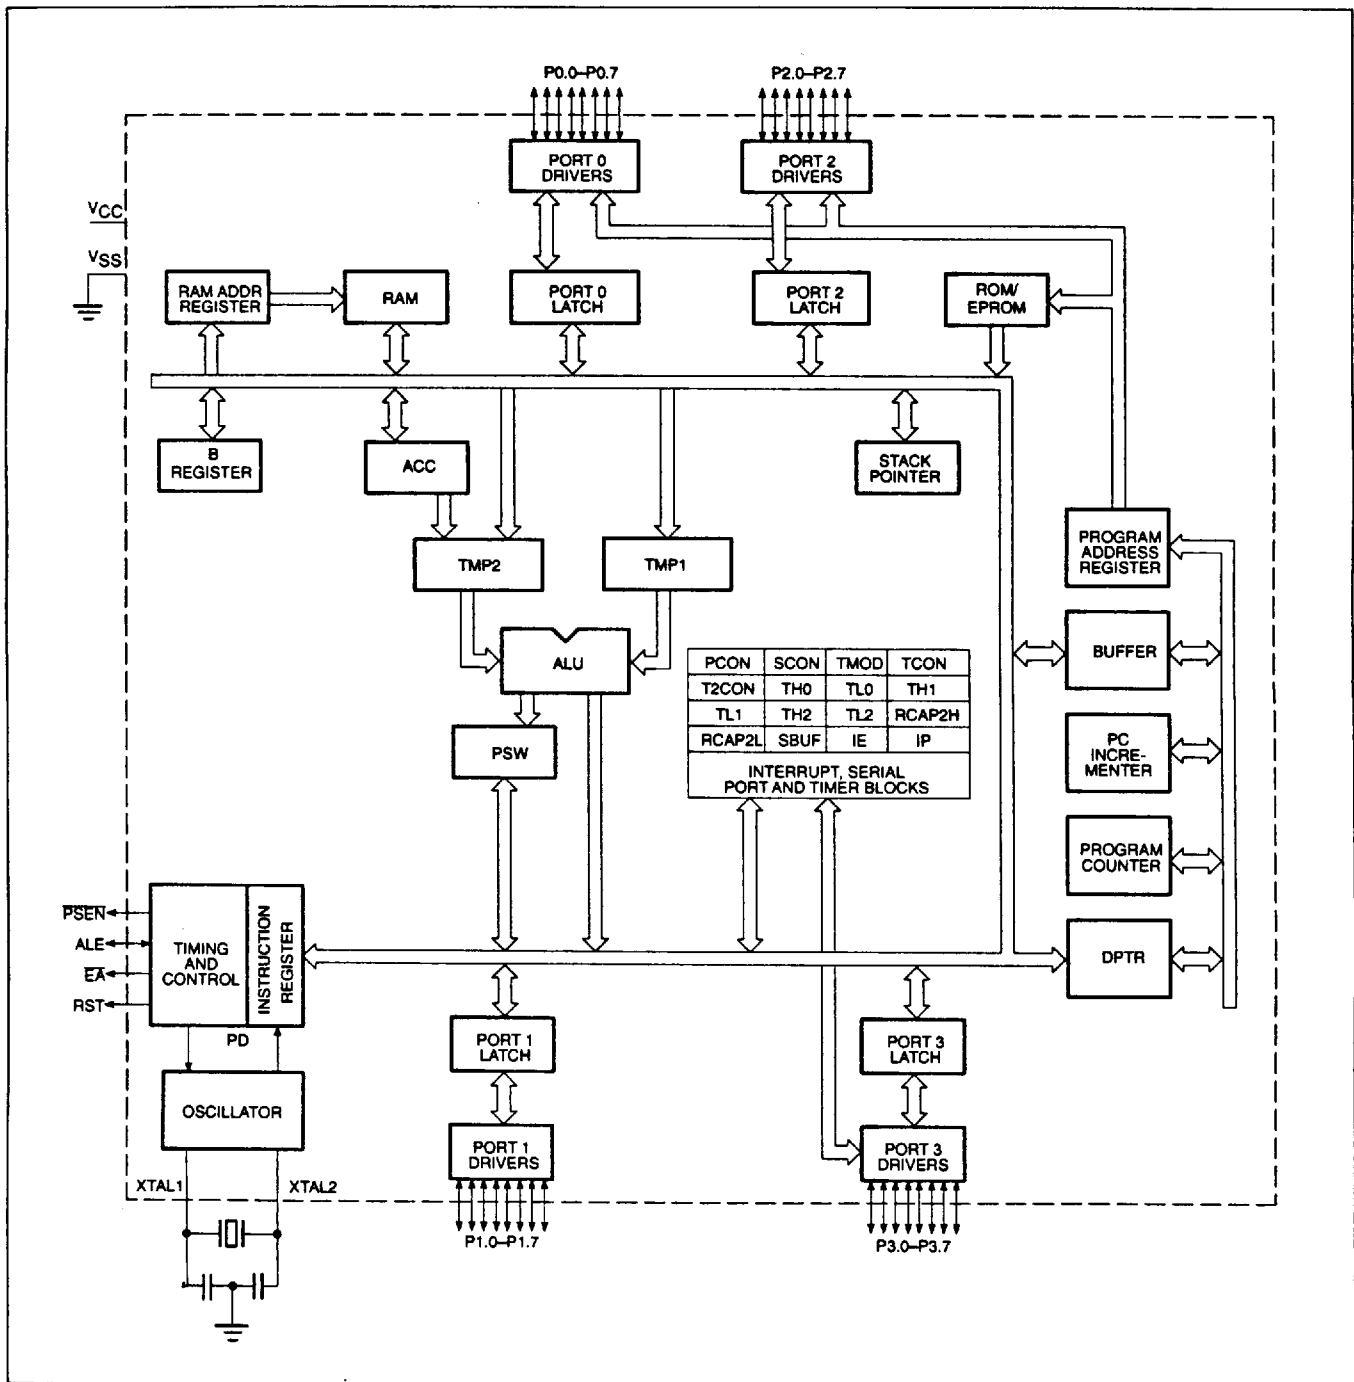 P0.0–P0.7
P2.0–P2.7
PORT 0
DRIVERS
PORT 2
DRIVERS
VCC
VSS
RAM ADDR
REGISTER
RAM
PORT 0
LATCH
PORT 2
LATCH
ROM/
EPROM
B
REGISTER
ACC
STACK
POINTER
TMP2
TMP1
PROGRAM
ADDRESS
REGISTER
ALU
BUFFER
PCON SCON TMOD TCON
T2CON TH0 TL0 TH1
TL1 TH2 TL2 RCAP2H
RCAP2L SBUF IE IP
INTERRUPT, SERIAL
PORT AND TIMER BLOCKS
PSW
PC
INCRE-
MENTER
PROGRAM
COUNTER
PSEN
ALE
EA
RST
TIMING
AND
CONTROL
INSTRUCTION
REGISTER
DPTR
PD
PORT 1
LATCH
PORT 3
LATCH
OSCILLATOR
PORT 1
DRIVERS
PORT 3
DRIVERS
XTAL1
XTAL2
P1.0–P1.7
P3.0–P3.7